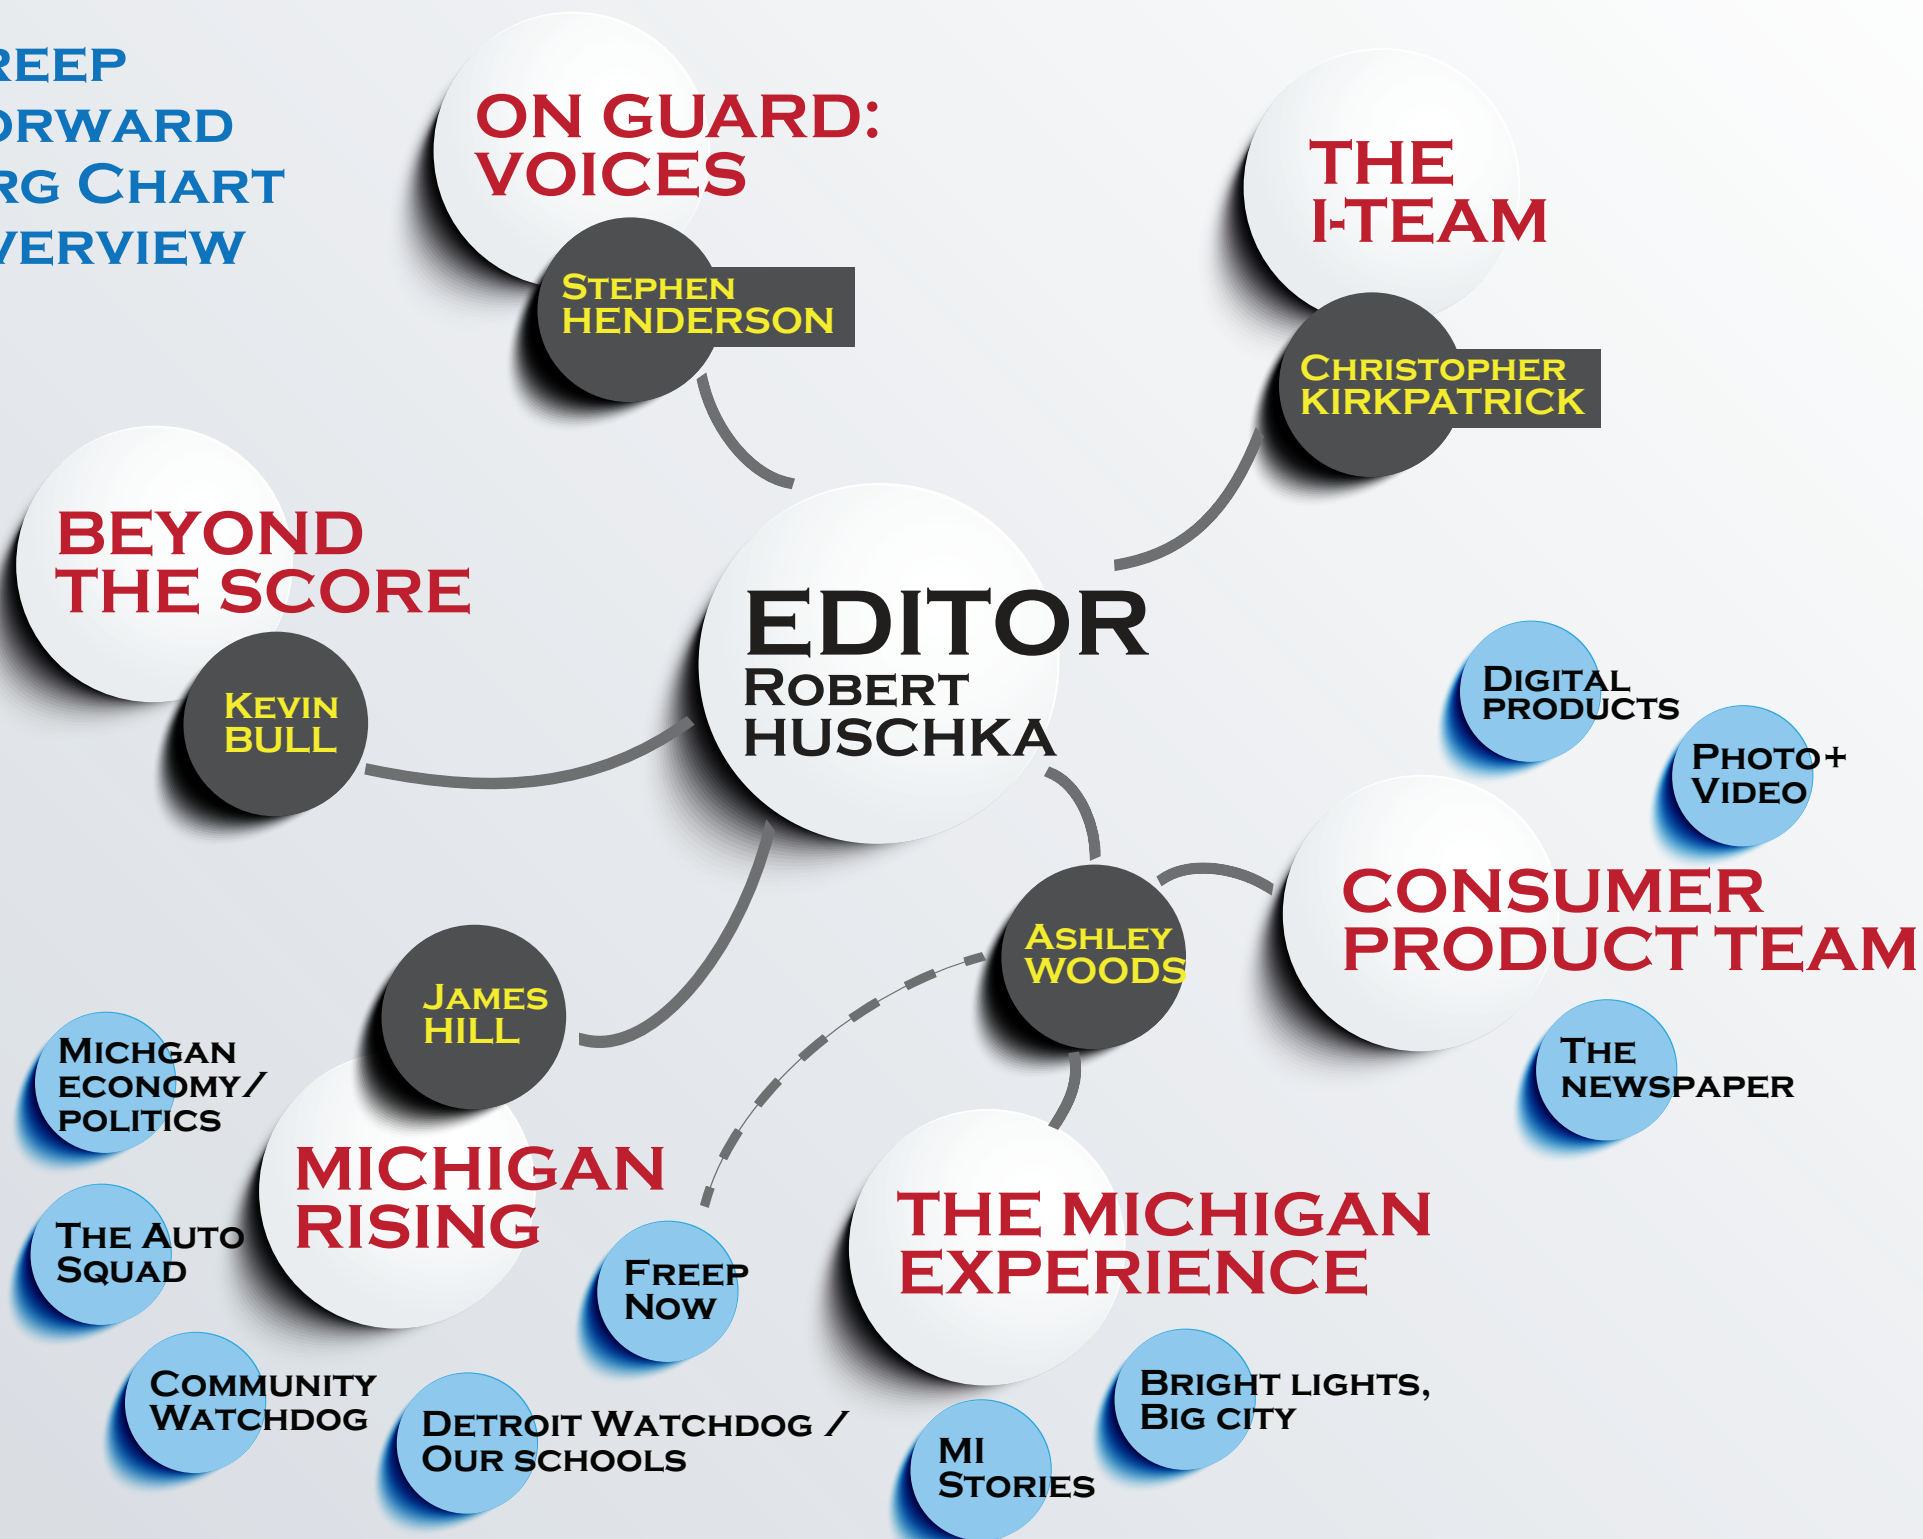 REEP
ORWARD
RG CHART
VERVIEW
ON GUARD:
VOICES
STEPHEN
HENDERSON
THE
I-TEAM
CHRISTOPHER
KIRKPATRICK
BEYOND
THE SCORE
KEVIN
BULL
EDITOR
ROBERT
HUSCHKA
DIGITAL
PRODUCTS
PHOTO+
VIDEO
CONSUMER
PRODUCT TEAM
THE
NEWSPAPER
ASHLEY
WOODS
JAMES
HILL
MICHGAN
ECONOMY/
POLITICS
MICHIGAN
RISING
THE AUTO
SQUAD
COMMUNITY
WATCHDOG
DETROIT WATCHDOG /
OUR SCHOOLS
FREEP
NOW
THE MICHIGAN
EXPERIENCE
BRIGHT LIGHTS,
BIG CITY
MI
STORIES